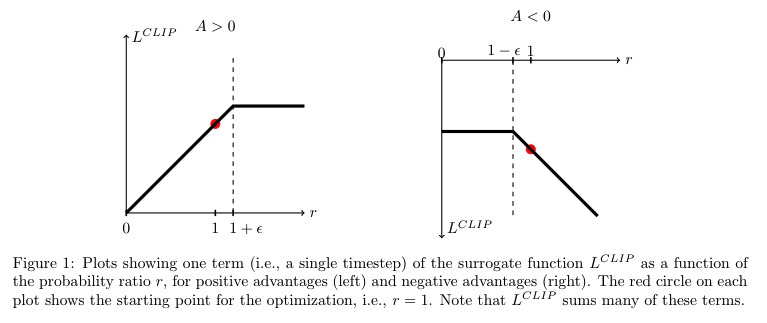 A > 0
L^{CLIP}
0
1
1 + ϵ
r
A < 0
0
1 − ϵ
1
r
L^{CLIP}
Figure 1: Plots showing one term (i.e., a single timestep) of the surrogate function L^{CLIP} as a function of
the probability ratio r, for positive advantages (left) and negative advantages (right). The red circle on each
plot shows the starting point for the optimization, i.e., r = 1. Note that L^{CLIP} sums many of these terms.